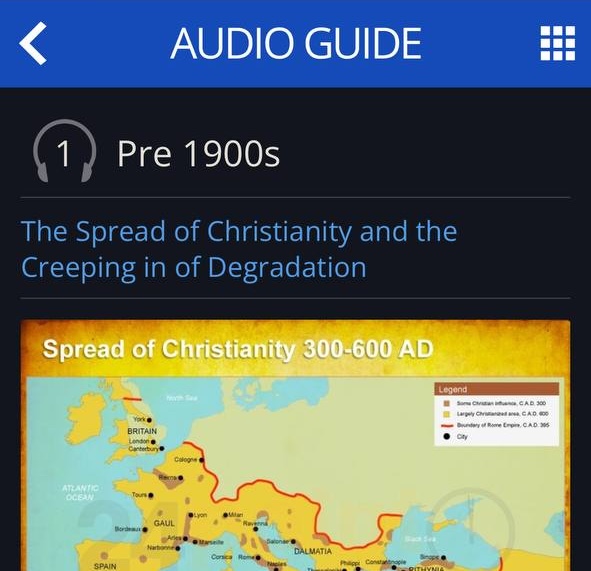 AUDIO GUIDE
1 Pre 1900s
The Spread of Christianity and the
Creeping in of Degradation
Spread of Christianity 300-600 AD
Legend
Some Christian influence, C.A.D. 300
Largely Christianized area, C.A.D. 600
Boundary of Rome Empire, C.A.D. 395
City
North Sea
York
BRITAIN
London
Canterbury
Cologne
Reims
ATLANTIC
OCEAN
Tours
Lyon
Milan
GAUL
Ravenna
Bordeaux
Arles
Marseille
Narbonne
Salonae
Black Sea
DALMATIA
Corsica
Rome
Naples
SPAIN
Philippi
Constantinople
Sinope
BITHYNIA